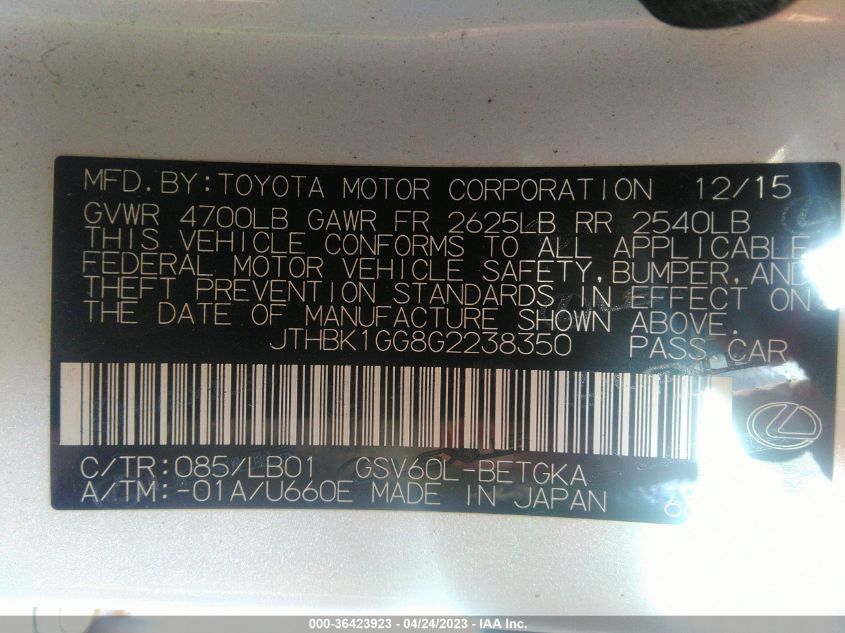 MFD.BY:TOYOTA MOTOR CORPORATION 12/15
GVWR 4700LB GAWR FR 2625LB RR 2540LB
THIS VEHICLE CONFORMS TO ALL APPLICABLE
FEDERAL MOTOR VEHICLE SAFETY, BUMPER, AND
THEFT PREVENTION STANDARDS IN EFFECT ON
THE DATE OF MANUFACTURE SHOWN ABOVE.
JTHBK1GG8G2238350 PASS.CAR
C/TR:085/LB01 GSV60L-BETGKA
A/TM:-01A/U660E MADE IN JAPAN
000-36423923 - 04/24/2023 - IAA Inc.